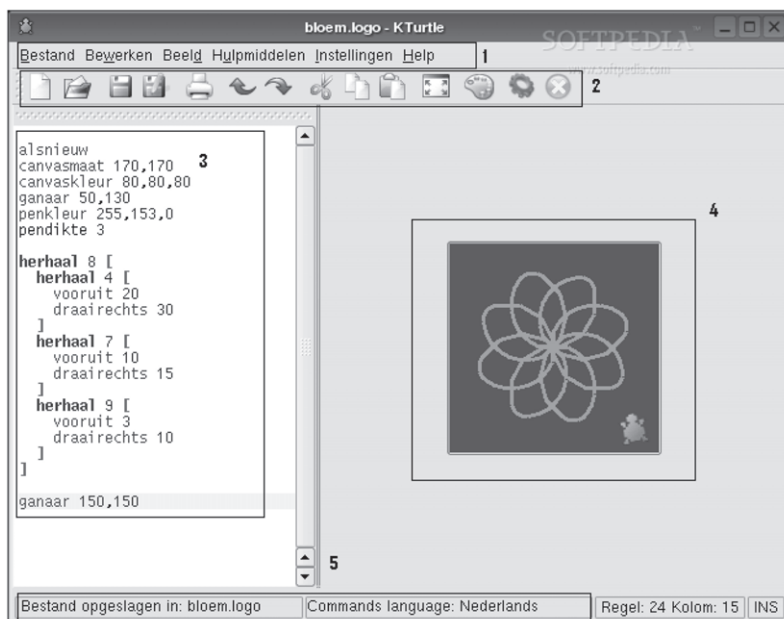 bloem.logo - KTurtle
SOFTPEDIA
www.softpedia.com
Bestand Bewerken Beeld Hulpmiddelen Instellingen Help
1
2
alsnieuw
canvasmaat 170,170
3
canvaskleur 80,80,80
ganaar 50,130
penkleur 255,153,0
pendikte 3
herhaal 8 [
herhaal 4 [
vooruit 20
draairechts 30
]
herhaal 7 [
vooruit 10
draairechts 15
]
herhaal 9 [
vooruit 3
draairechts 10
]
]
ganaar 150,150
4
5
Bestand opgeslagen in: bloem.logo
Commands language: Nederlands
Regel: 24 Kolom: 15
INS